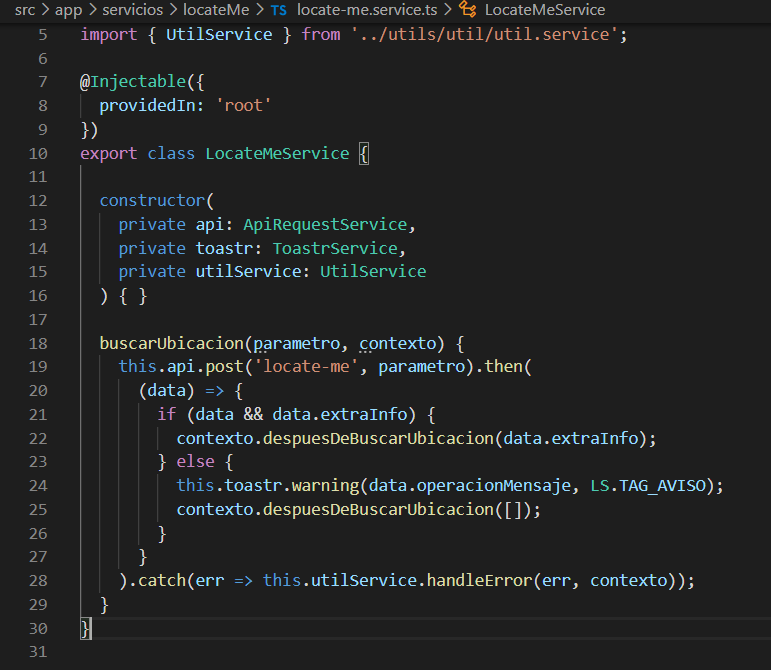 src > app > servicios > locateMe > TS locate-me.service.ts > LocateMeService
5 import { UtilService } from '../utils/util/util.service';
6
7 @Injectable({
8   providedIn: 'root'
9 })
10 export class LocateMeService {
11
12   constructor(
13     private api: ApiRequestService,
14     private toastr: ToastrService,
15     private utilService: UtilService
16   ) { }
17
18   buscarUbicacion(parametro, contexto) {
19     this.api.post('locate-me', parametro).then(
20       (data) => {
21         if (data && data.extraInfo) {
22           contexto.despuesDeBuscarUbicacion(data.extraInfo);
23         } else {
24           this.toastr.warning(data.operacionMensaje, LS.TAG_AVISO);
25           contexto.despuesDeBuscarUbicacion([]);
26         }
27       }
28     ).catch(err => this.utilService.handleError(err, contexto));
29   }
30 }
31